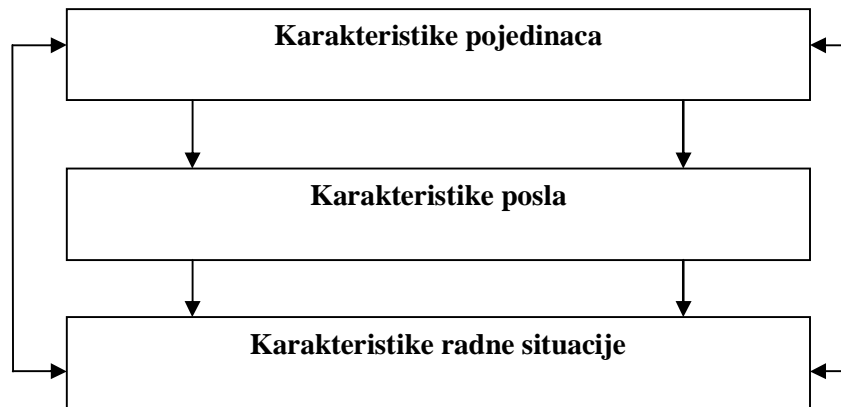 Karakteristike pojedinaca
Karakteristike posla
Karakteristike radne situacije